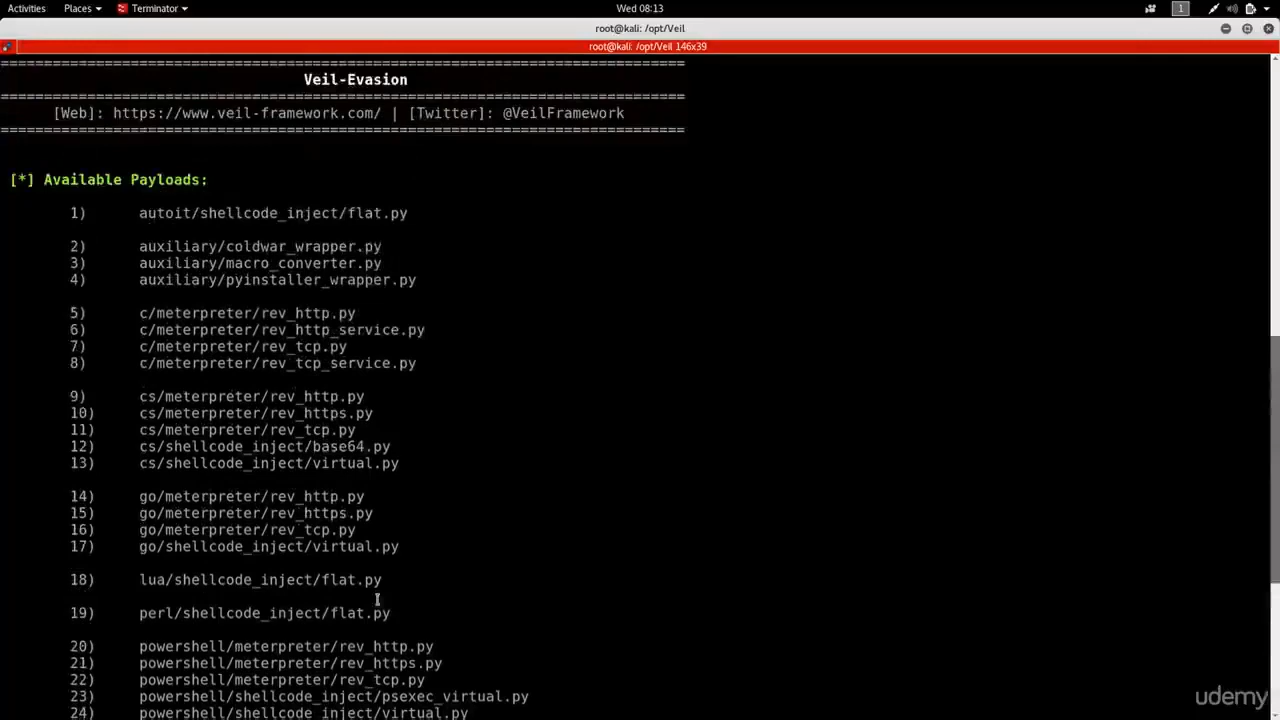 Activities Places Terminator Wed 08:13 1
root@kali: /opt/Veil
root@kali: /opt/Veil 146x39
===============================================================================
Veil-Evasion
===============================================================================
[Web]: https://www.veil-framework.com/ | [Twitter]: @VeilFramework
===============================================================================
[*] Available Payloads:
1) autoit/shellcode_inject/flat.py
2) auxiliary/coldwar_wrapper.py
3) auxiliary/macro_converter.py
4) auxiliary/pyinstaller_wrapper.py
5) c/meterpreter/rev_http.py
6) c/meterpreter/rev_http_service.py
7) c/meterpreter/rev_tcp.py
8) c/meterpreter/rev_tcp_service.py
9) cs/meterpreter/rev_http.py
10) cs/meterpreter/rev_https.py
11) cs/meterpreter/rev_tcp.py
12) cs/shellcode_inject/base64.py
13) cs/shellcode_inject/virtual.py
14) go/meterpreter/rev_http.py
15) go/meterpreter/rev_https.py
16) go/meterpreter/rev_tcp.py
17) go/shellcode_inject/virtual.py
18) lua/shellcode_inject/flat.py
19) perl/shellcode_inject/flat.py
20) powershell/meterpreter/rev_http.py
21) powershell/meterpreter/rev_https.py
22) powershell/meterpreter/rev_tcp.py
23) powershell/shellcode_inject/psexec_virtual.py
24) powershell/shellcode_inject/virtual.py
udemy